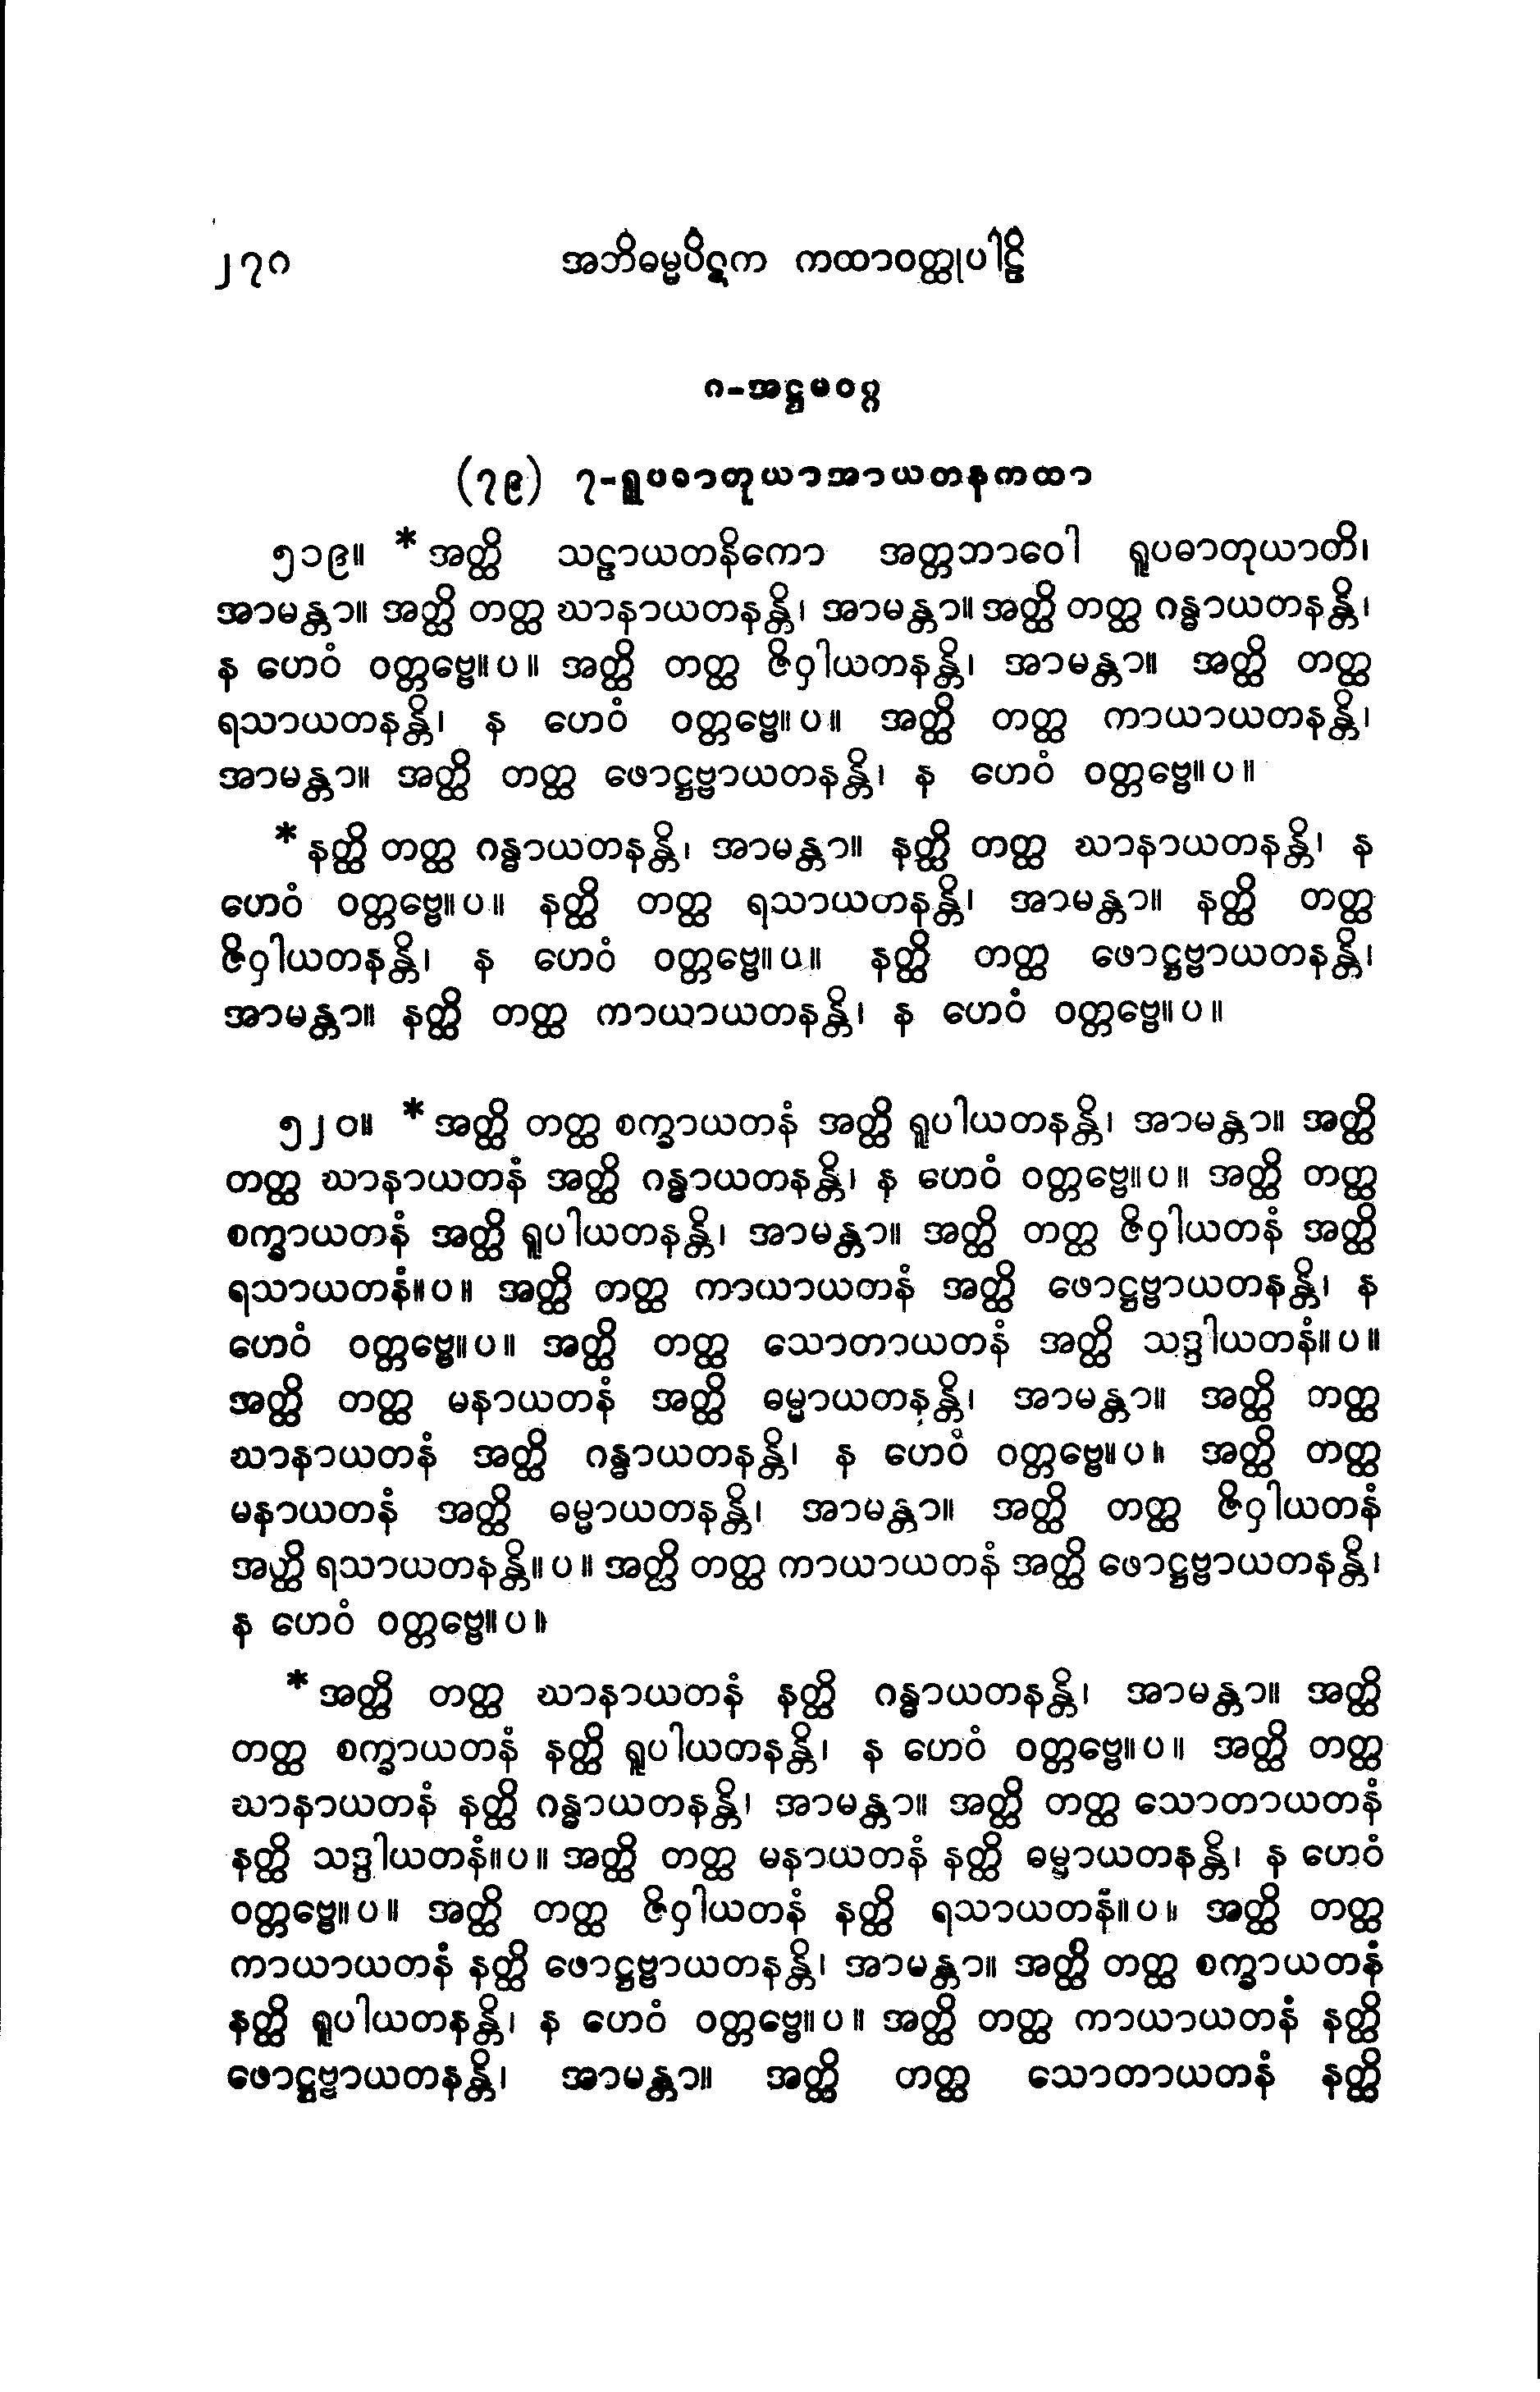 ၂၇၈ အဘိဓမ္မပိဋက ကထာဝတ္ထုပါဠိ
၈-အဋ္ဌမဝဂ္ဂ
(၇၉) ၇-ရူပဓာတုယာအာယတနကထာ
၅၁၉။ *အတ္ထိ သဠာယတနိကော အတ္တဘာဝေါ ရူပဓာတုယာတိ၊
အာမန္တာ။ အတ္ထိ တတ္ထ ဃာနာယတနန္တိ၊ အာမန္တာ။ အတ္ထိ တတ္ထ ဂန္ဓာယတနန္တိ၊
န ဟေဝံ ဝတ္တဗ္ဗေ။ပ။ အတ္ထိ တတ္ထ ဇိဝှါယတနန္တိ၊ အာမန္တာ။ အတ္ထိ တတ္ထ
ရသာယတနန္တိ၊ န ဟေဝံ ဝတ္တဗ္ဗေ။ပ။ အတ္ထိ တတ္ထ ကာယာယတနန္တိ၊
အာမန္တာ။ အတ္ထိ တတ္ထ ဖောဋ္ဌဗ္ဗာယတနန္တိ၊ န ဟေဝံ ဝတ္တဗ္ဗေ။ပ။
*နတ္ထိ တတ္ထ ဂန္ဓာယတနန္တိ၊ အာမန္တာ။ နတ္ထိ တတ္ထ ဃာနာယတနန္တိ၊ န
ဟေဝံ ဝတ္တဗ္ဗေ။ပ။ နတ္ထိ တတ္ထ ရသာယတနန္တိ၊ အာမန္တာ။ နတ္ထိ တတ္ထ
ဇိဝှါယတနန္တိ၊ န ဟေဝံ ဝတ္တဗ္ဗေ။ပ။ နတ္ထိ တတ္ထ ဖောဋ္ဌဗ္ဗာယတနန္တိ၊
အာမန္တာ။ နတ္ထိ တတ္ထ ကာယာယတနန္တိ၊ န ဟေဝံ ဝတ္တဗ္ဗေ။ပ။
၅၂၀။ *အတ္ထိ တတ္ထ စက္ခာယတနံ အတ္ထိ ရူပါယတနန္တိ၊ အာမန္တာ။ အတ္ထိ
တတ္ထ ဃာနာယတနံ အတ္ထိ ဂန္ဓာယတနန္တိ၊ န ဟေဝံ ဝတ္တဗ္ဗေ။ပ။ အတ္ထိ တတ္ထ
စက္ခာယတနံ အတ္ထိ ရူပါယတနန္တိ၊ အာမန္တာ။ အတ္ထိ တတ္ထ ဇိဝှါယတနံ အတ္ထိ
ရသာယတနံ။ပ။ အတ္ထိ တတ္ထ ကာယာယတနံ အတ္ထိ ဖောဋ္ဌဗ္ဗာယတနန္တိ၊ န
ဟေဝံ ဝတ္တဗ္ဗေ။ပ။ အတ္ထိ တတ္ထ သောတာယတနံ အတ္ထိ သဒ္ဒါယတနံ။ပ။
အတ္ထိ တတ္ထ မနာယတနံ အတ္ထိ ဓမ္မာယတနန္တိ၊ အာမန္တာ။ အတ္ထိ တတ္ထ
ဃာနာယတနံ အတ္ထိ ဂန္ဓာယတနန္တိ၊ န ဟေဝံ ဝတ္တဗ္ဗေ။ပ။ အတ္ထိ တတ္ထ
မနာယတနံ အတ္ထိ ဓမ္မာယတနန္တိ၊ အာမန္တာ။ အတ္ထိ တတ္ထ ဇိဝှါယတနံ
အတ္ထိ ရသာယတနန္တိ။ပ။ အတ္ထိ တတ္ထ ကာယာယတနံ အတ္ထိ ဖောဋ္ဌဗ္ဗာယတနန္တိ၊
န ဟေဝံ ဝတ္တဗ္ဗေ။ပ။
*အတ္ထိ တတ္ထ ဃာနာယတနံ နတ္ထိ ဂန္ဓာယတနန္တိ၊ အာမန္တာ။ အတ္ထိ
တတ္ထ စက္ခာယတနံ နတ္ထိ ရူပါယတနန္တိ၊ န ဟေဝံ ဝတ္တဗ္ဗေ။ပ။ အတ္ထိ တတ္ထ
ဃာနာယတနံ နတ္ထိ ဂန္ဓာယတနန္တိ၊ အာမန္တာ။ အတ္ထိ တတ္ထ သောတာယတနံ
နတ္ထိ သဒ္ဒါယတနံ။ပ။ အတ္ထိ တတ္ထ မနာယတနံ နတ္ထိ ဓမ္မာယတနန္တိ၊ န ဟေဝံ
ဝတ္တဗ္ဗေ။ပ။ အတ္ထိ တတ္ထ ဇိဝှါယတနံ နတ္ထိ ရသာယတနံ။ပ။ အတ္ထိ တတ္ထ
ကာယာယတနံ နတ္ထိ ဖောဋ္ဌဗ္ဗာယတနန္တိ၊ အာမန္တာ။ အတ္ထိ တတ္ထ စက္ခာယတနံ
နတ္ထိ ရူပါယတနန္တိ၊ န ဟေဝံ ဝတ္တဗ္ဗေ။ပ။ အတ္ထိ တတ္ထ ကာယာယတနံ နတ္ထိ
ဖောဋ္ဌဗ္ဗာယတနန္တိ၊ အာမန္တာ။ အတ္ထိ တတ္ထ သောတာယတနံ နတ္ထိ